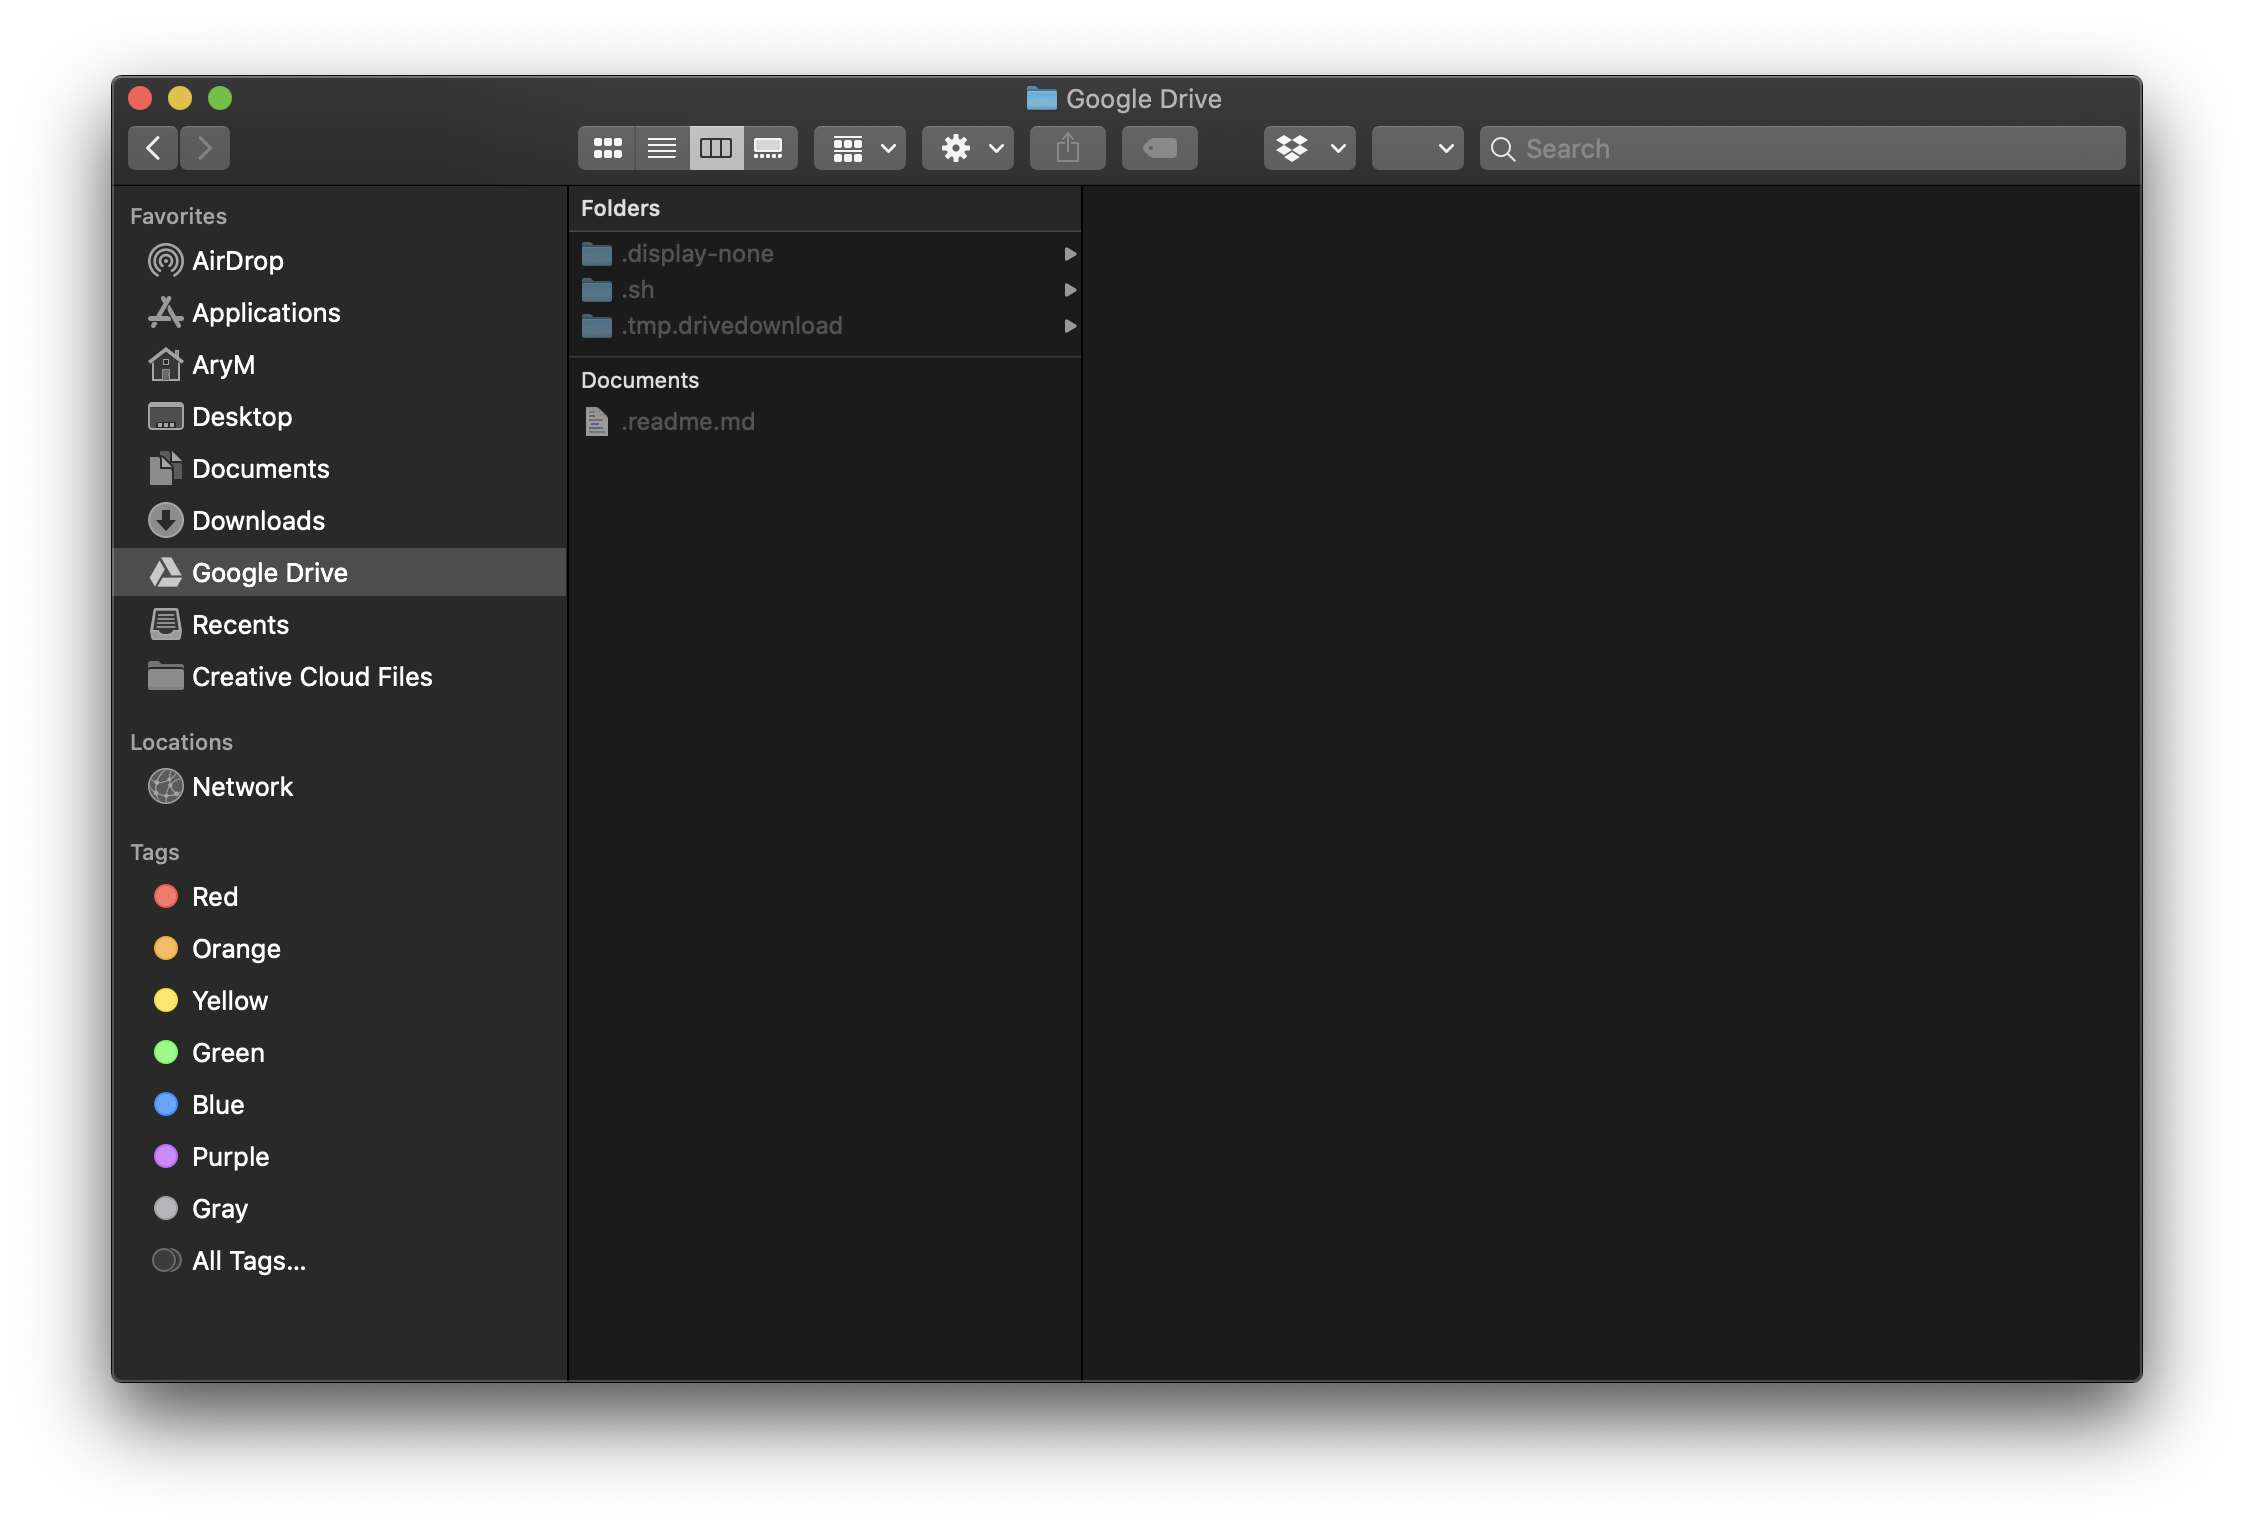 Google Drive
Search
Favorites
AirDrop
Applications
AryM
Desktop
Documents
Downloads
Google Drive
Recents
Creative Cloud Files
Locations
Network
Tags
Red
Orange
Yellow
Green
Blue
Purple
Gray
All Tags...
Folders
.display-none
.sh
.tmp.drivedownload
Documents
.readme.md